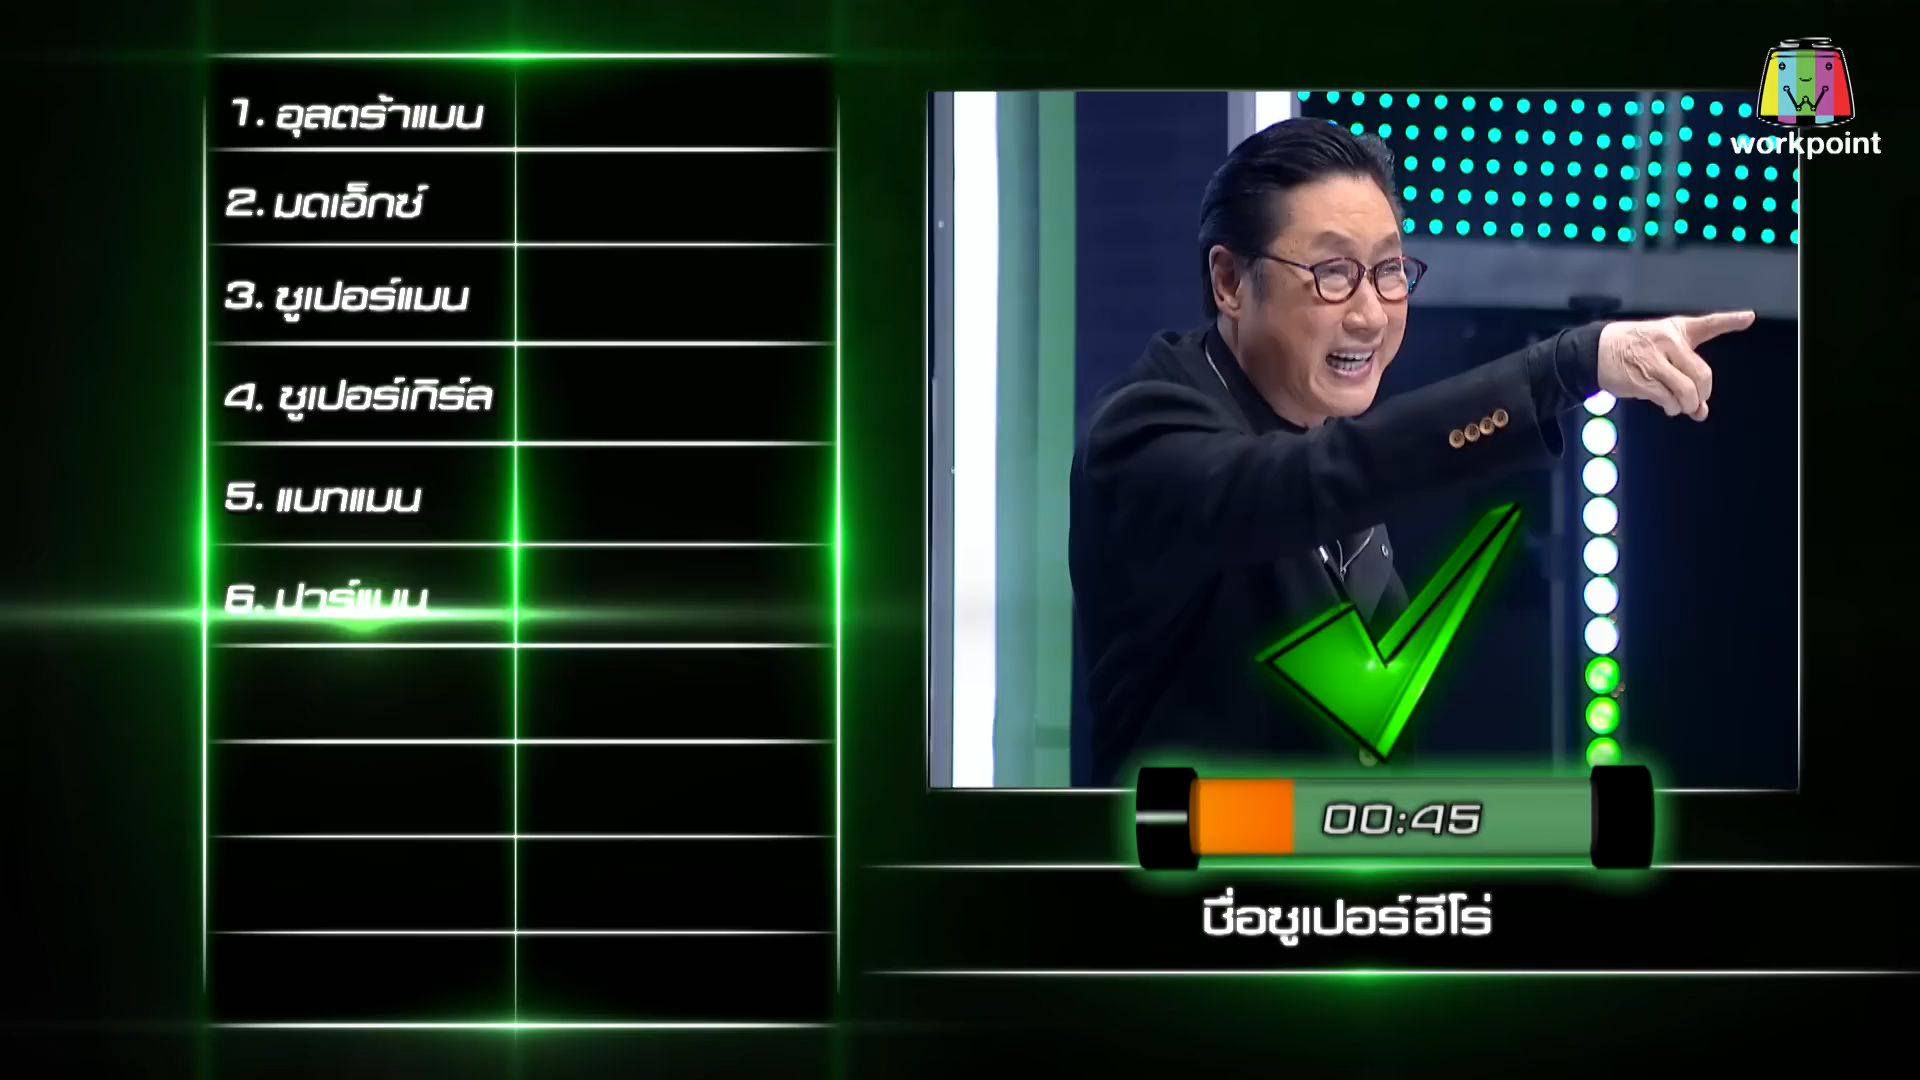 1. อุลตร้าแมน
2. มดเอ็กซ์
3. ซูเปอร์แมน
4. ซูเปอร์เกิร์ล
5. แบทแมน
6. ปาร์แมน
workpoint
00:45
ชื่อซูเปอร์ฮีโร่